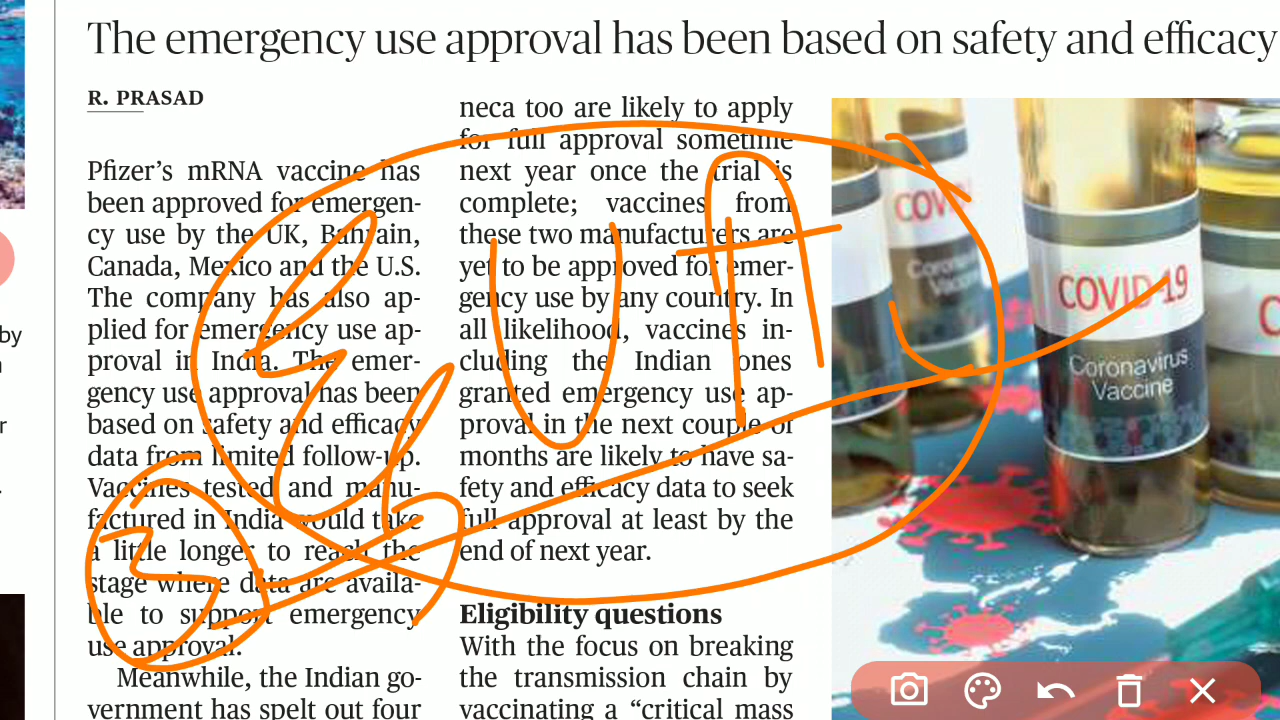 The emergency use approval has been based on safety and efficacy
R. PRASAD
Pfizer's mRNA vaccine has
been approved for emergen-
cy use by the UK, Bahrain,
Canada, Mexico and the U.S.
The company has also ap-
plied for emergency use ap-
proval in India. The emer-
gency use approval has been
based on safety and efficacy
data from limited follow-up.
Vaccines tested and manu-
factured in India would take
a little longer to reach the
stage where data are availa-
ble to support emergency
use approval.
Meanwhile, the Indian go-
vernment has spelt out four
neca too are likely to apply
for full approval sometime
next year once the trial is
complete; vaccines from
these two manufacturers are
yet to be approved for emer-
gency use by any country. In
all likelihood, vaccines in-
cluding the Indian ones
granted emergency use ap-
proval in the next couple of
months are likely to have sa-
fety and efficacy data to seek
full approval at least by the
end of next year.
Eligibility questions
With the focus on breaking
the transmission chain by
vaccinating a “critical mass
by
COVID-19
Coronavirus
Vaccine